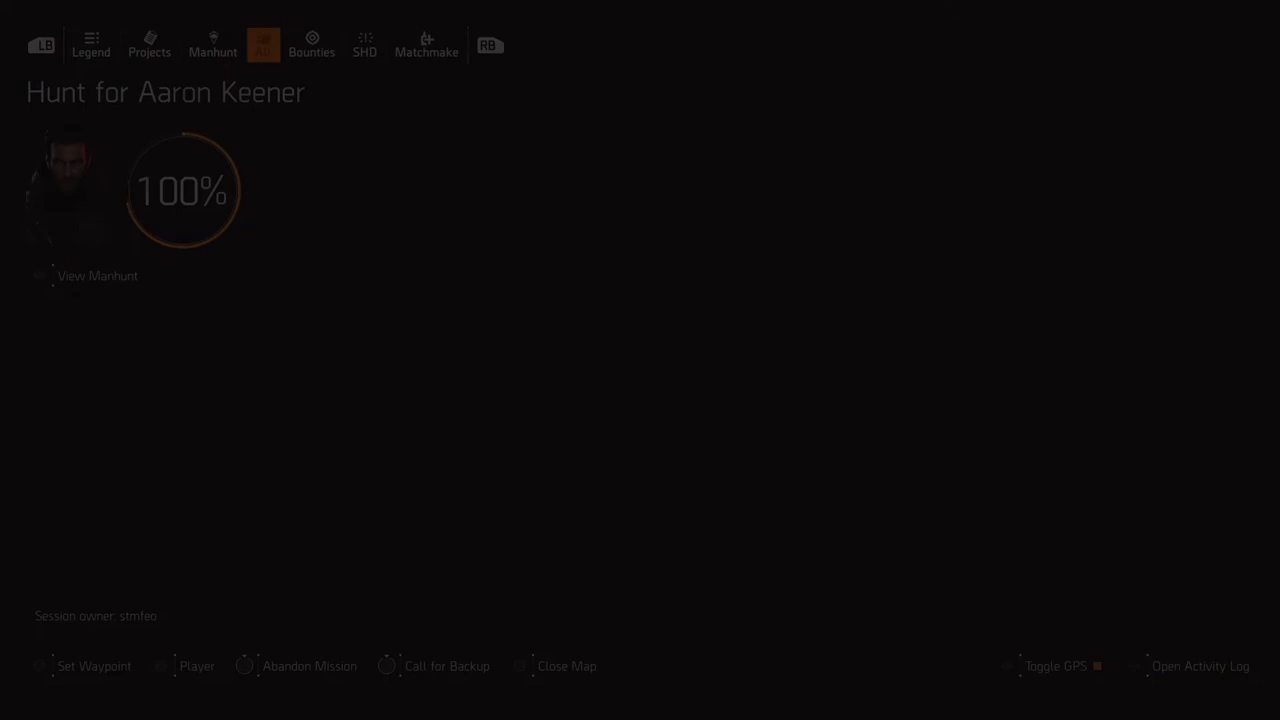 LB Legend Projects Manhunt All Bounties SHD Matchmake RB
Hunt for Aaron Keener
100%
View Manhunt
Session owner: stmfeo
Set Waypoint Player Abandon Mission Call for Backup Close Map Toggle GPS Open Activity Log